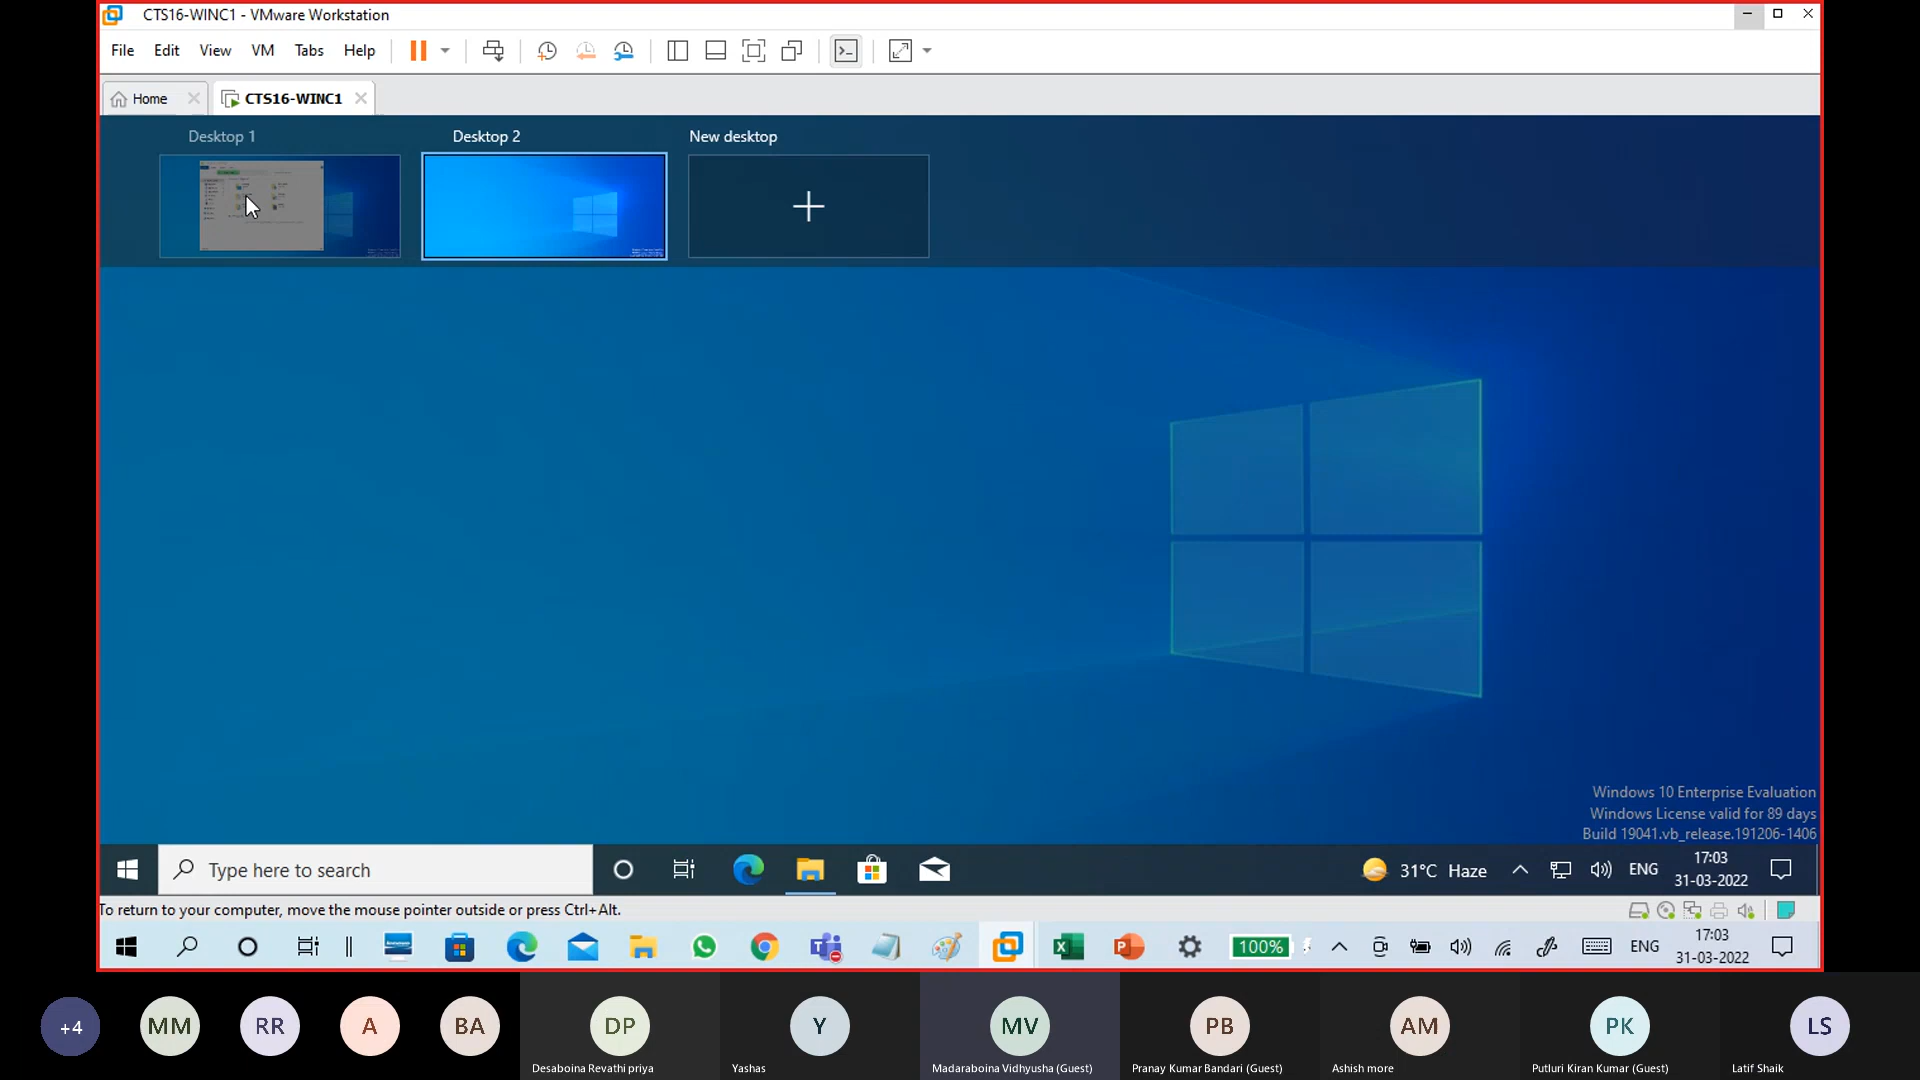 CTS16-WINC1 - VMware Workstation
File Edit View VM Tabs Help
Home
CTS16-WINC1
Desktop 1
Desktop 2
New desktop
Windows 10 Enterprise Evaluation
Windows License valid for 89 days
Build 19041.vb_release.191206-1406
Type here to search
31°C Haze
ENG
17:03
31-03-2022
To return to your computer, move the mouse pointer outside or press Ctrl+Alt.
100%
ENG
17:03
31-03-2022
+4
MM
RR
A
BA
DP
Y
MV
PB
AM
PK
LS
Desaboina Revathi priya
Yashas
Madaraboina Vidhyusha (Guest)
Pranay Kumar Bandari (Guest)
Ashish more
Putluri Kiran Kumar (Guest)
Latif Shaik